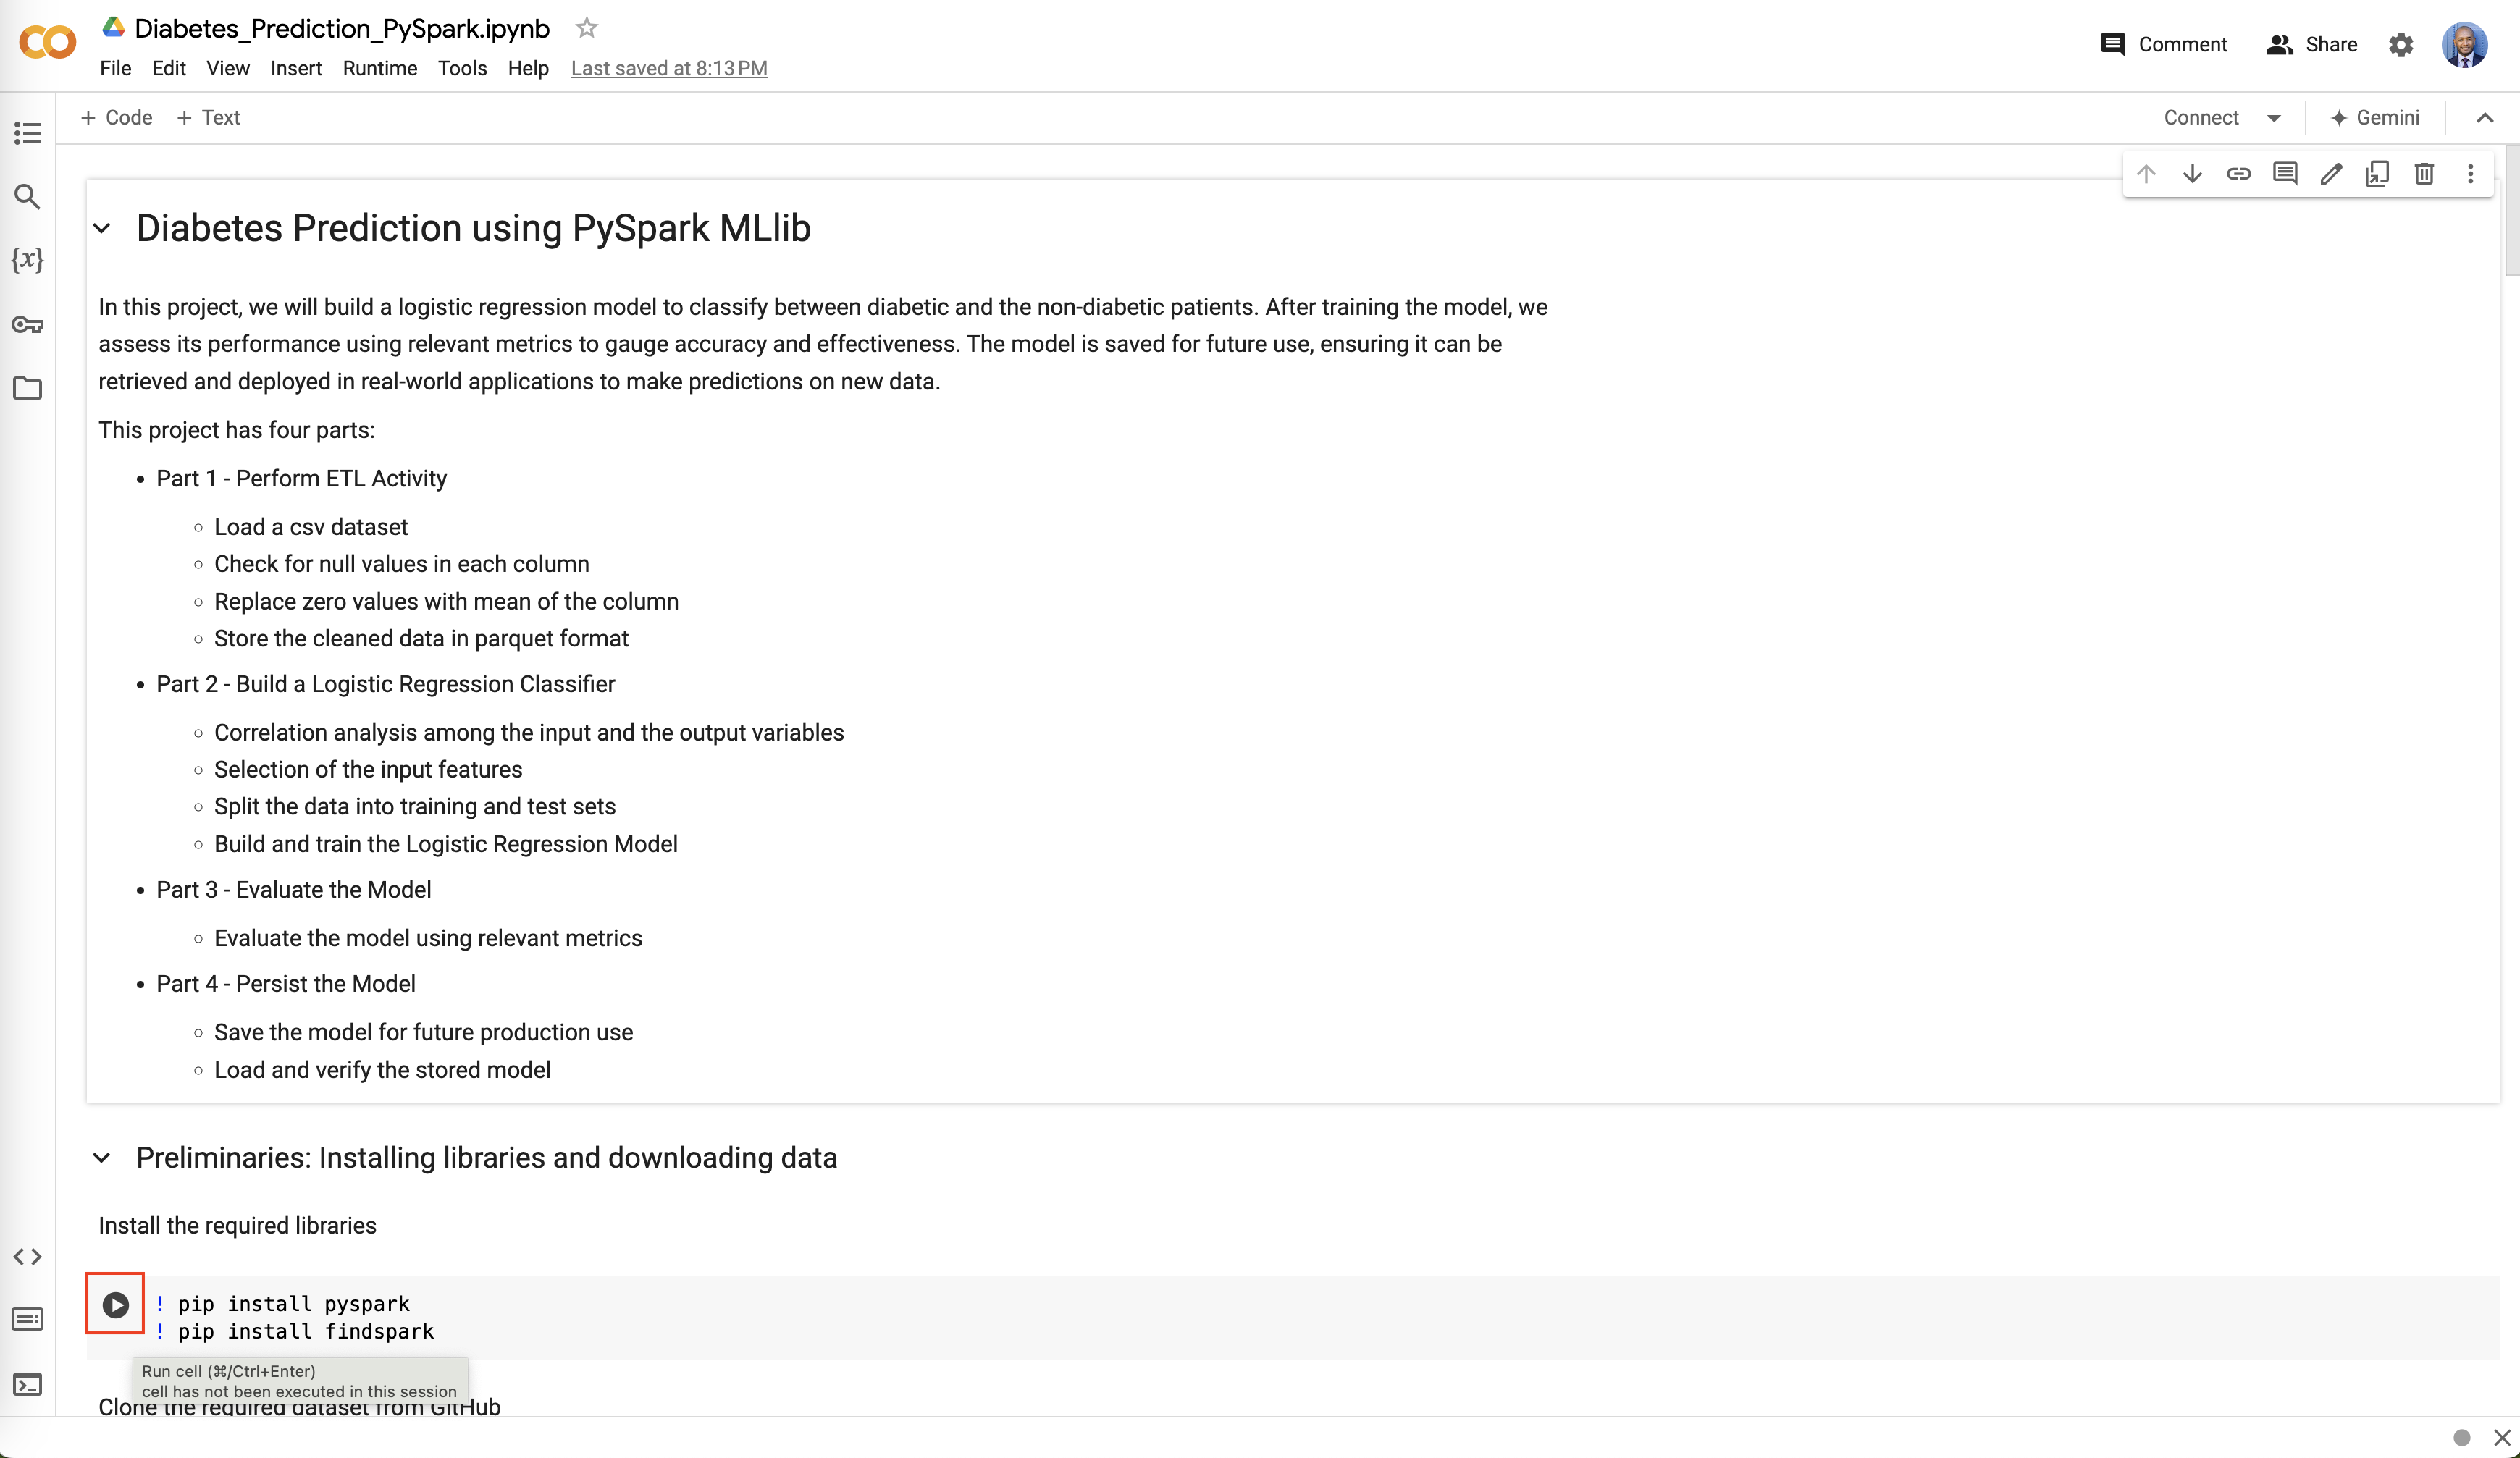 Diabetes_Prediction_PySpark.ipynb
Comment
Share
File Edit View Insert Runtime Tools Help Last saved at 8:13 PM
+ Code + Text
Connect
Gemini
{x}
Diabetes Prediction using PySpark MLlib
In this project, we will build a logistic regression model to classify between diabetic and the non-diabetic patients. After training the model, we
assess its performance using relevant metrics to gauge accuracy and effectiveness. The model is saved for future use, ensuring it can be
retrieved and deployed in real-world applications to make predictions on new data.
This project has four parts:
• Part 1 - Perform ETL Activity
◦ Load a csv dataset
◦ Check for null values in each column
◦ Replace zero values with mean of the column
◦ Store the cleaned data in parquet format
• Part 2 - Build a Logistic Regression Classifier
◦ Correlation analysis among the input and the output variables
◦ Selection of the input features
◦ Split the data into training and test sets
◦ Build and train the Logistic Regression Model
• Part 3 - Evaluate the Model
◦ Evaluate the model using relevant metrics
• Part 4 - Persist the Model
◦ Save the model for future production use
◦ Load and verify the stored model
Preliminaries: Installing libraries and downloading data
Install the required libraries
! pip install pyspark
! pip install findspark
Run cell (⌘/Ctrl+Enter)
cell has not been executed in this session
Clone the required dataset from GitHub